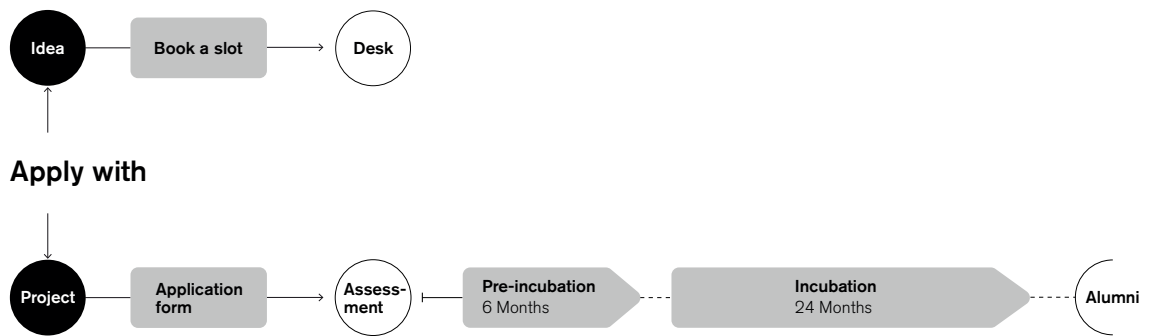 Idea
Book a slot
Desk
Apply with
Project
Application
form
Assess-
ment
Pre-incubation
6 Months
Incubation
24 Months
Alumni